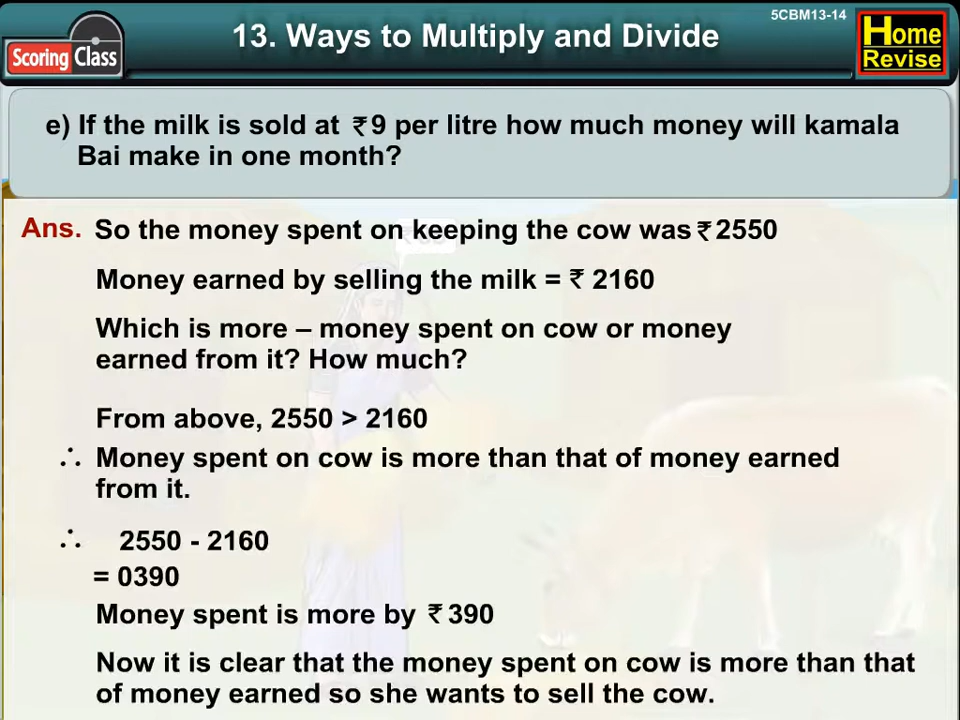 5CBM13-14
Scoring Class
13. Ways to Multiply and Divide
Home
Revise
e) If the milk is sold at ₹ 9 per litre how much money will kamala
Bai make in one month?
Ans. So the money spent on keeping the cow was ₹ 2550
Money earned by selling the milk = ₹ 2160
Which is more – money spent on cow or money
earned from it? How much?
From above, 2550 > 2160
∴ Money spent on cow is more than that of money earned
from it.
∴ 2550 - 2160
= 0390
Money spent is more by ₹ 390
Now it is clear that the money spent on cow is more than that
of money earned so she wants to sell the cow.